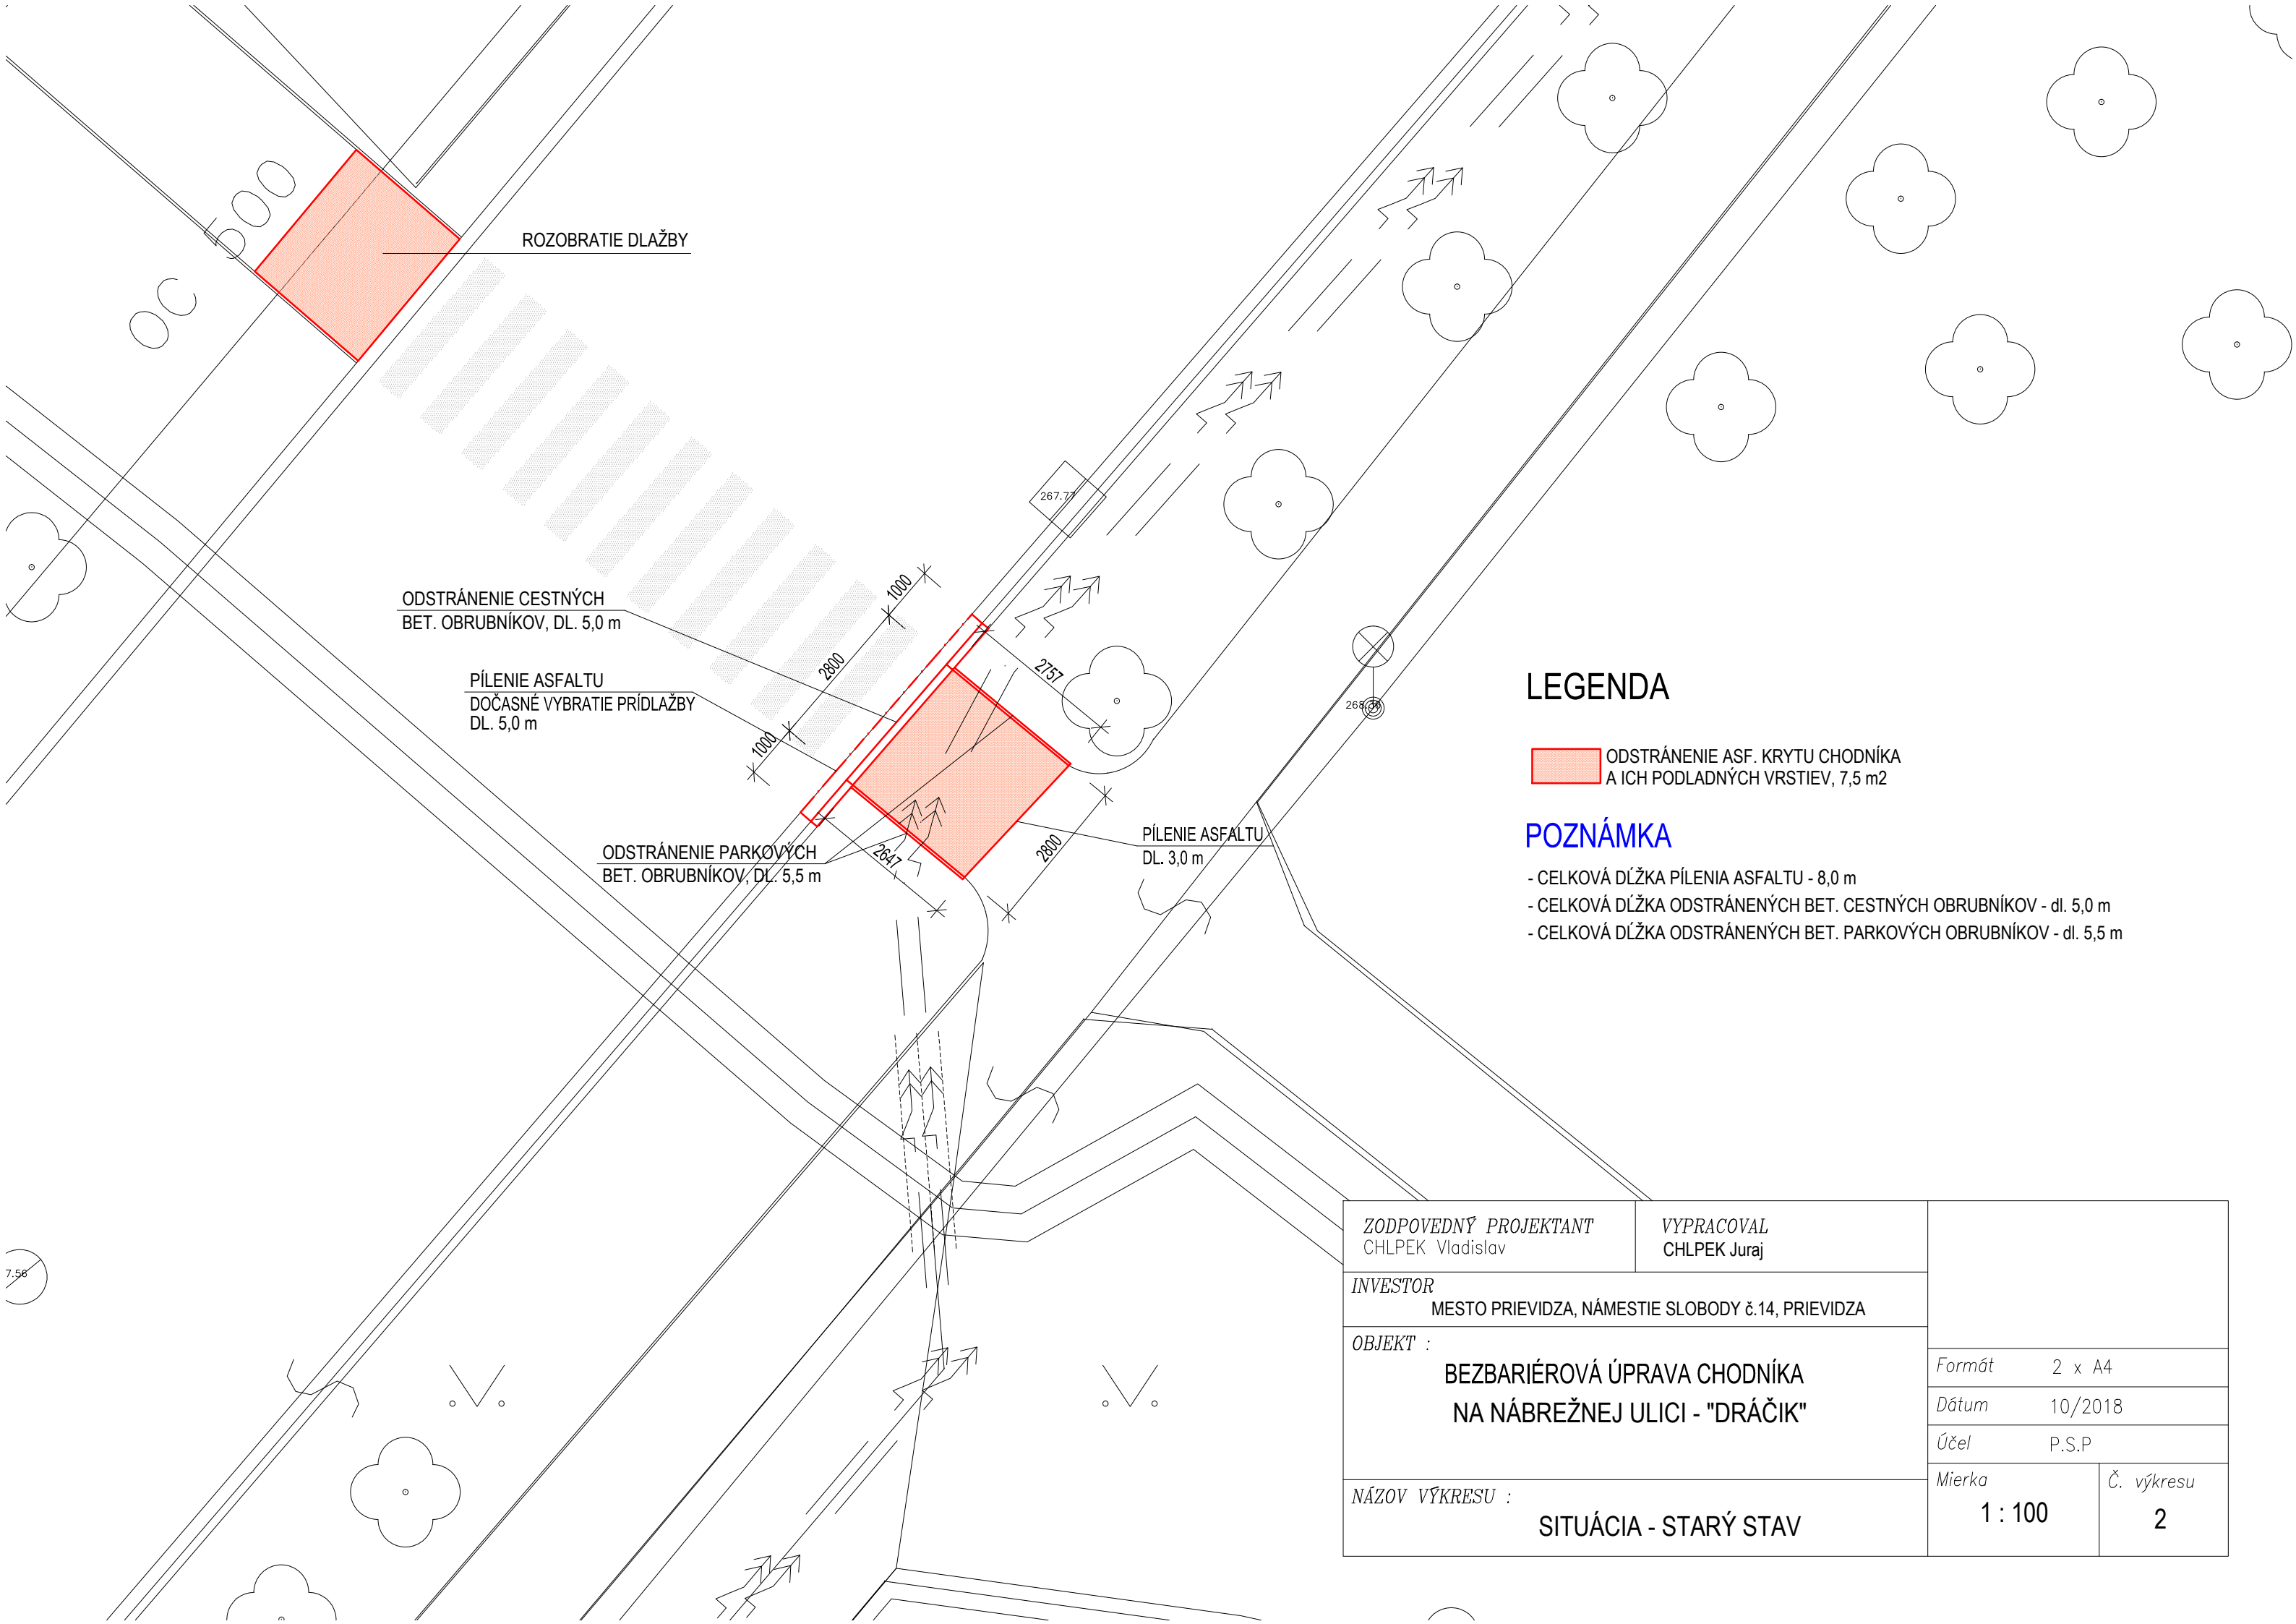 OC 500
ROZOBRATIE DLAŽBY
267.77
ODSTRÁNENIE CESTNÝCH
BET. OBRUBNÍKOV, DL. 5,0 m
1000
2800
1000
PÍLENIE ASFALTU
DOČASNÉ VYBRATIE PRÍDLAŽBY
DL. 5,0 m
2757
ODSTRÁNENIE PARKOVÝCH
BET. OBRUBNÍKOV, DL. 5,5 m
2647
2800
PÍLENIE ASFALTU
DL. 3,0 m
7.56
LEGENDA
ODSTRÁNENIE ASF. KRYTU CHODNÍKA
A ICH PODLADNÝCH VRSTIEV, 7,5 m2
POZNÁMKA
- CELKOVÁ DĹŽKA PÍLENIA ASFALTU - 8,0 m
- CELKOVÁ DĹŽKA ODSTRÁNENÝCH BET. CESTNÝCH OBRUBNÍKOV - dl. 5,0 m
- CELKOVÁ DĹŽKA ODSTRÁNENÝCH BET. PARKOVÝCH OBRUBNÍKOV - dl. 5,5 m
ZODPOVEDNÝ PROJEKTANT
CHLPEK Vladislav
VYPRACOVAL
CHLPEK Juraj
INVESTOR
MESTO PRIEVIDZA, NÁMESTIE SLOBODY č.14, PRIEVIDZA
OBJEKT :
BEZBARIÉROVÁ ÚPRAVA CHODNÍKA
NA NÁBREŽNEJ ULICI - "DRÁČIK"
NÁZOV VÝKRESU :
SITUÁCIA - STARÝ STAV
Formát 2 x A4
Dátum 10/2018
Účel P.S.P
Mierka
1 : 100
Č. výkresu
2